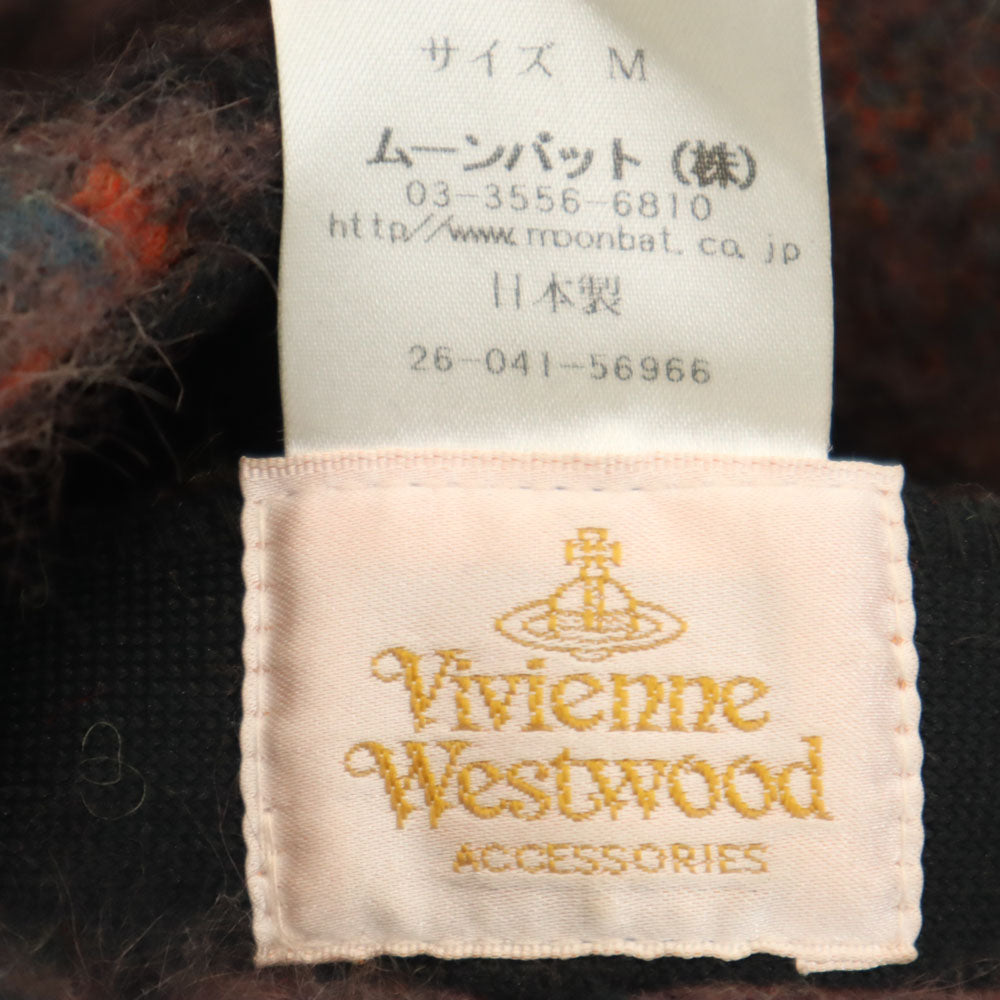 サイズ M
ムーンバット(株)
03-3556-6810
http//www.moonbat.co.jp
日本製
26-041-56966
Vivienne
Westwood
ACCESSORIES